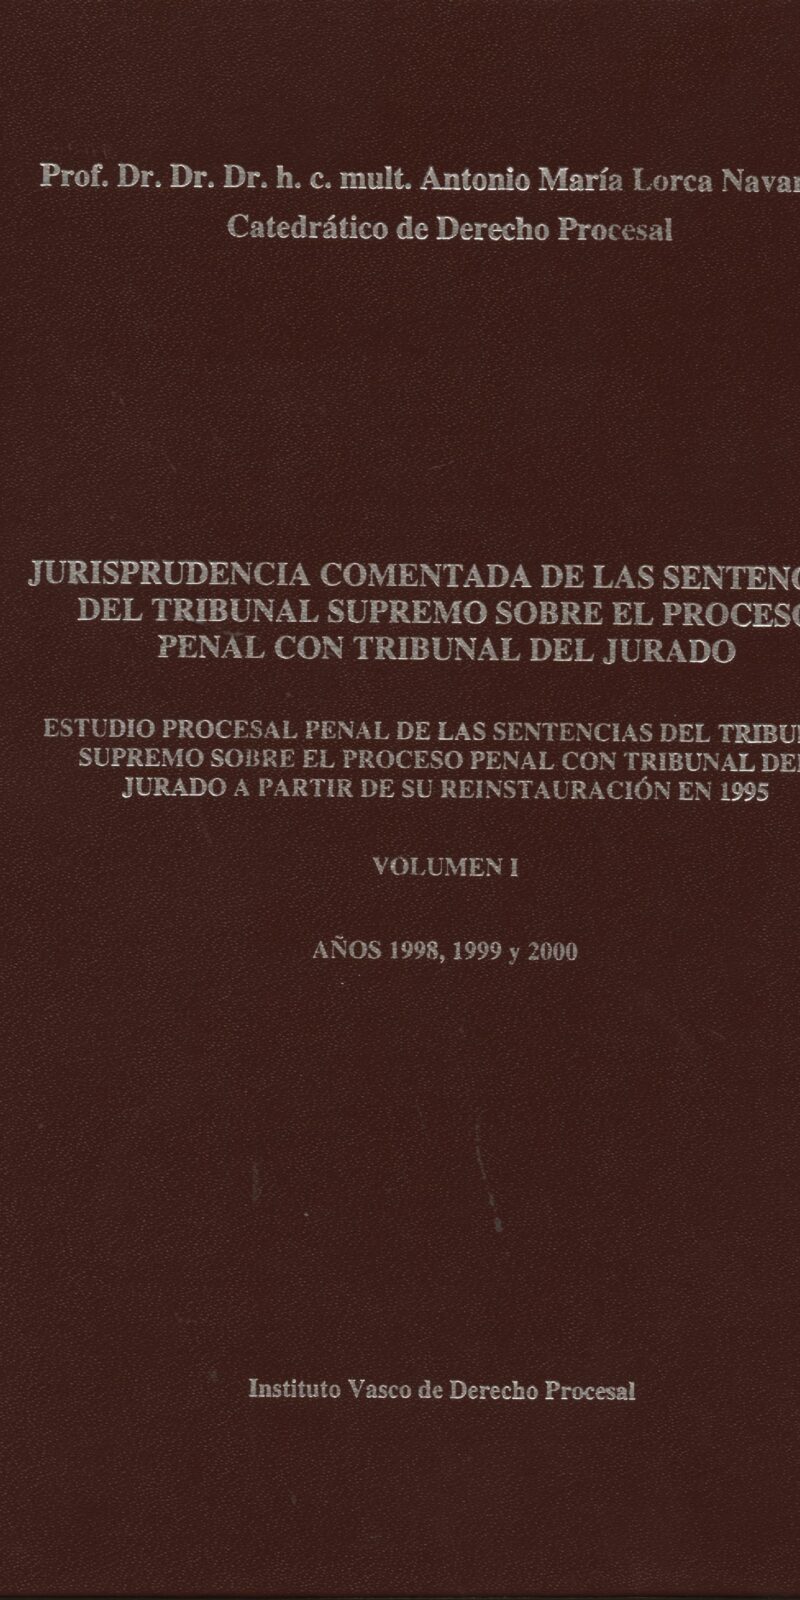 Prof. Dr. Dr. Dr. h. c. mult. Antonio María Lorca
Catedrático de Derecho Procesal
JURISPRUDENCIA COMENTADA DE LAS
DEL TRIBUNAL SUPREMO SOBRE EL PROCESO
PENAL CON TRIBUNAL DEL JURADO
ESTUDIO PROCESAL PENAL DE LAS SENTENCIAS DEL
SUPREMO SOBRE EL PROCESO PENAL CON TRIBUNAL DEL
JURADO A PARTIR DE SU REINSTAURACIÓN EN 1995
VOLUMEN I
AÑOS 1998, 1999 y 2000
Instituto Vasco de Derecho Procesal